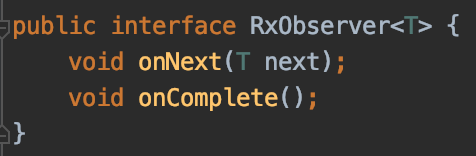 public interface RxObserver<T> {
    void onNext(T next);
    void onComplete();
}